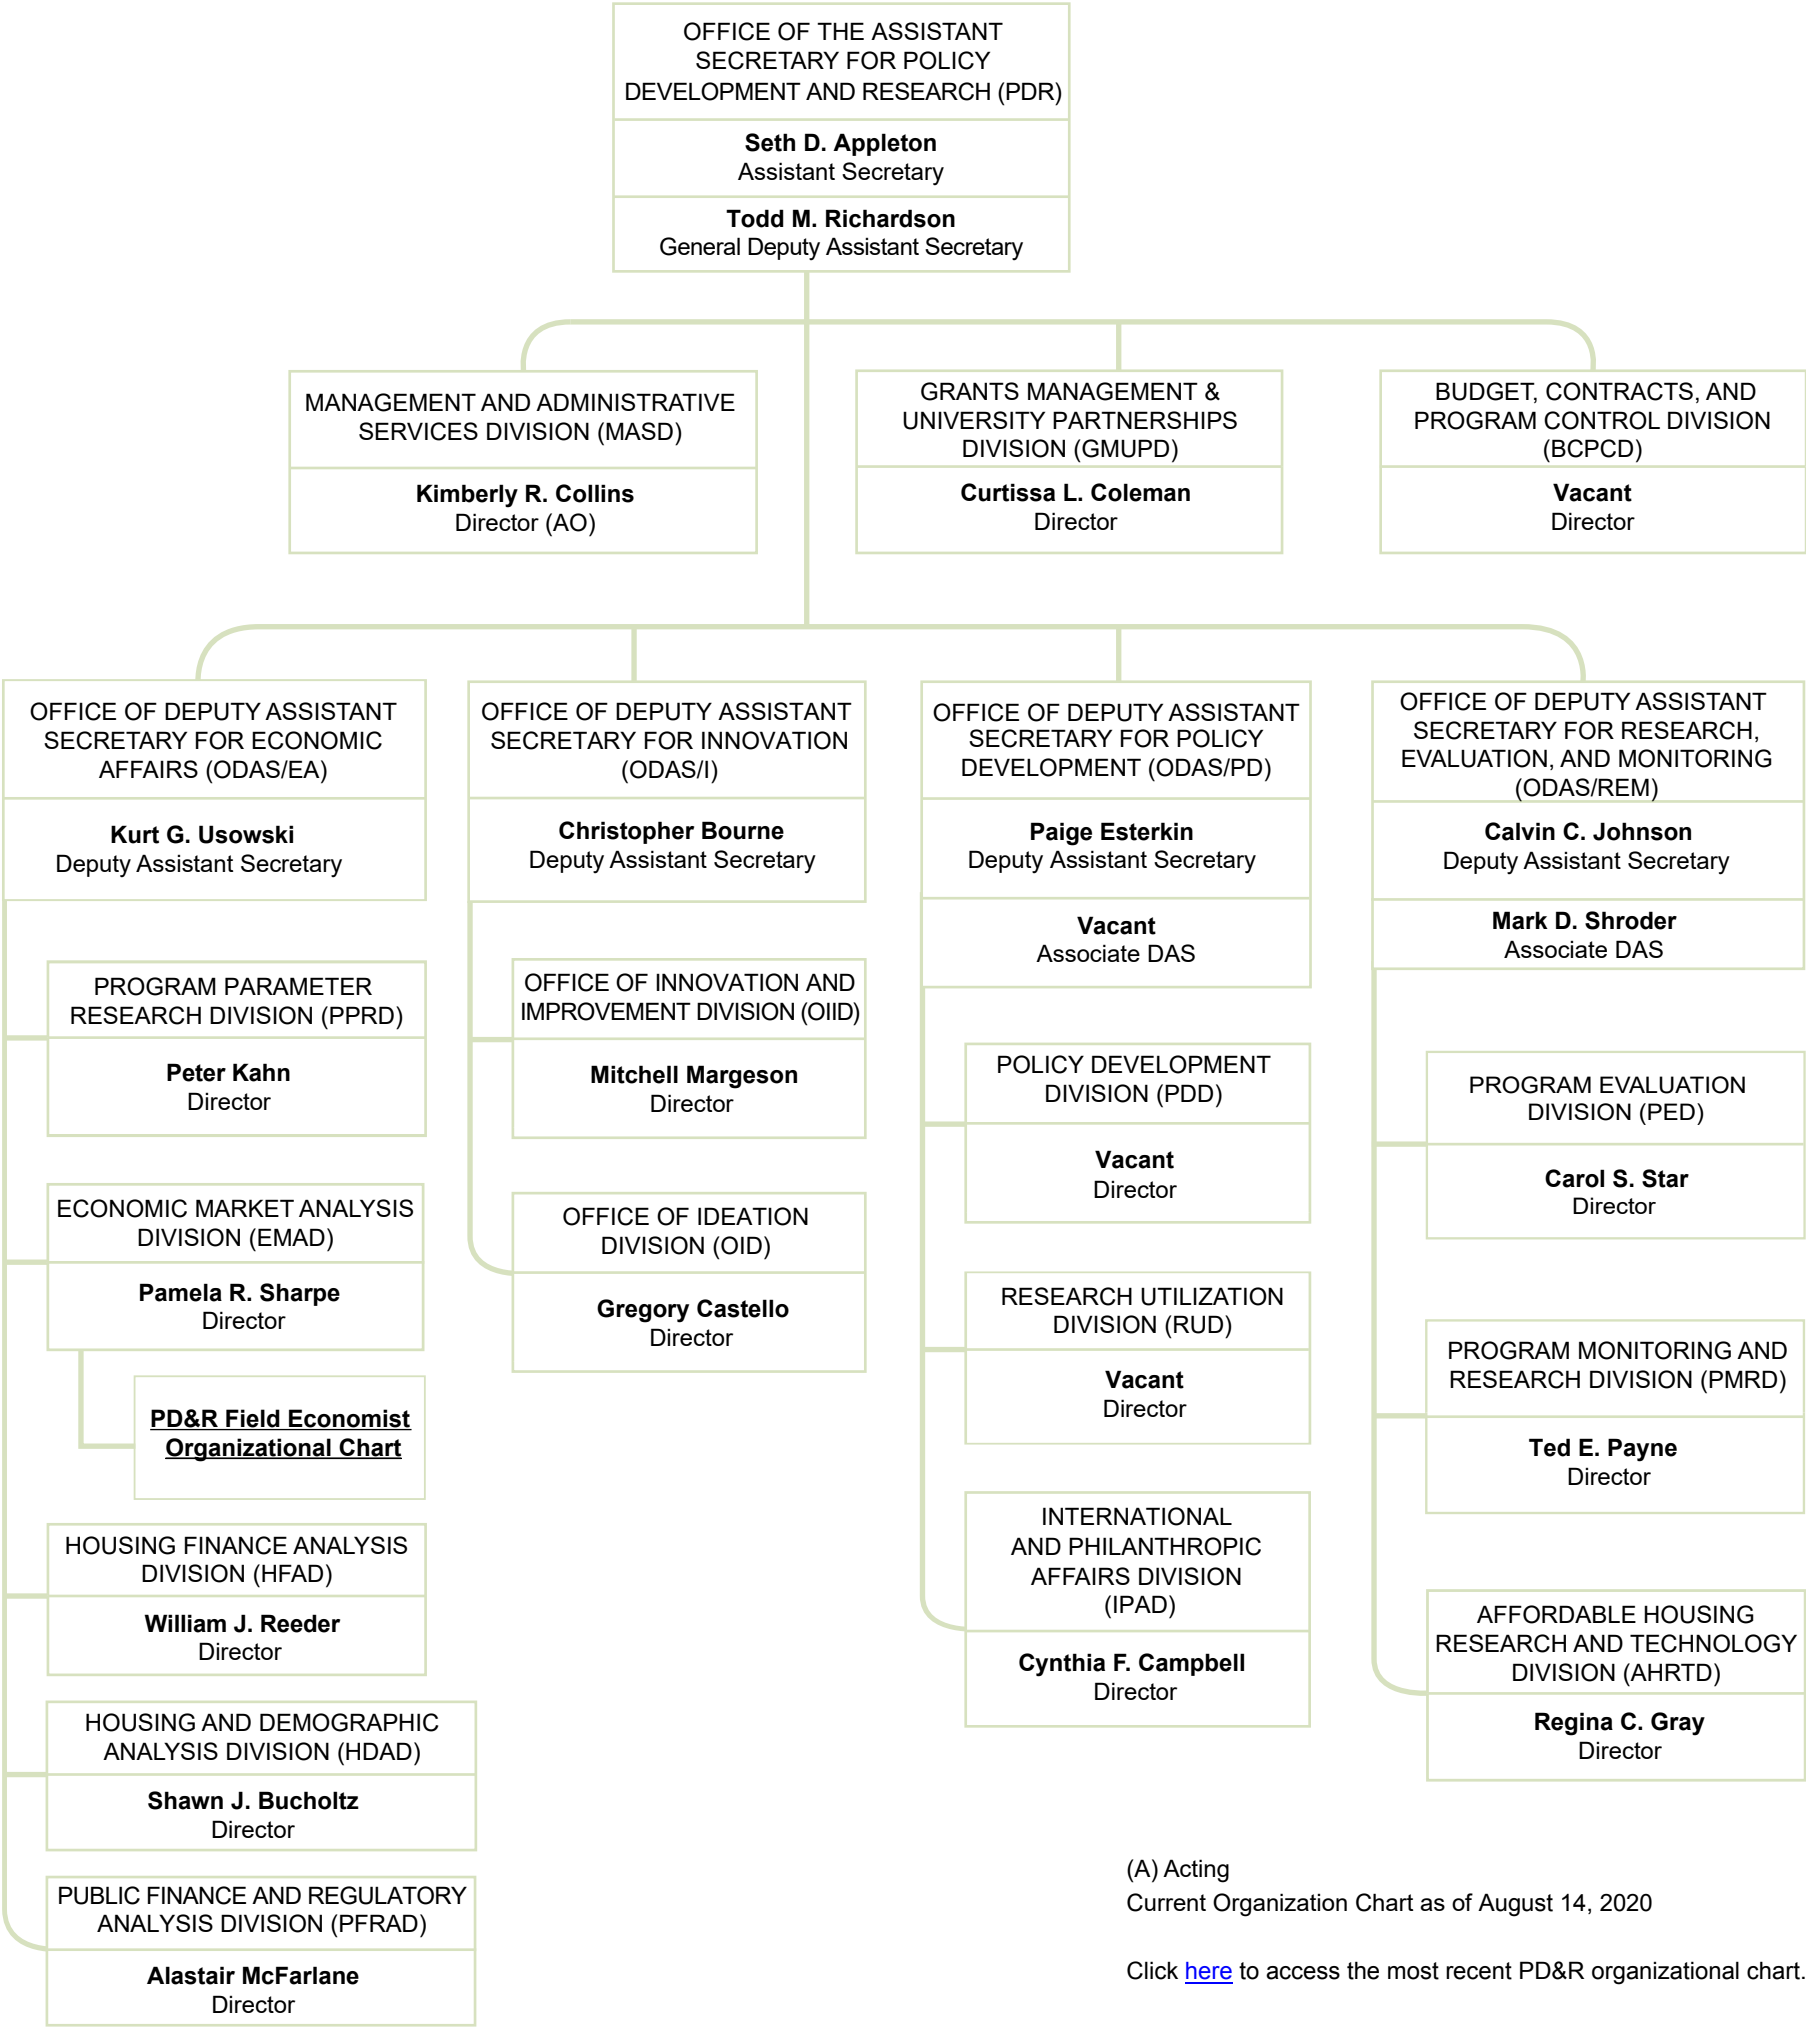 OFFICE OF THE ASSISTANT
SECRETARY FOR POLICY
DEVELOPMENT AND RESEARCH (PDR)
Seth D. Appleton
Assistant Secretary
Todd M. Richardson
General Deputy Assistant Secretary
MANAGEMENT AND ADMINISTRATIVE
SERVICES DIVISION (MASD)
Kimberly R. Collins
Director (AO)
GRANTS MANAGEMENT &
UNIVERSITY PARTNERSHIPS
DIVISION (GMUPD)
Curtissa L. Coleman
Director
BUDGET, CONTRACTS, AND
PROGRAM CONTROL DIVISION
(BCPCD)
Vacant
Director
OFFICE OF DEPUTY ASSISTANT
SECRETARY FOR ECONOMIC
AFFAIRS (ODAS/EA)
Kurt G. Usowski
Deputy Assistant Secretary
PROGRAM PARAMETER
RESEARCH DIVISION (PPRD)
Peter Kahn
Director
ECONOMIC MARKET ANALYSIS
DIVISION (EMAD)
Pamela R. Sharpe
Director
PD&R Field Economist
Organizational Chart
HOUSING FINANCE ANALYSIS
DIVISION (HFAD)
William J. Reeder
Director
HOUSING AND DEMOGRAPHIC
ANALYSIS DIVISION (HDAD)
Shawn J. Bucholtz
Director
PUBLIC FINANCE AND REGULATORY
ANALYSIS DIVISION (PFRAD)
Alastair McFarlane
Director
OFFICE OF DEPUTY ASSISTANT
SECRETARY FOR INNOVATION
(ODAS/I)
Christopher Bourne
Deputy Assistant Secretary
OFFICE OF INNOVATION AND
IMPROVEMENT DIVISION (OIID)
Mitchell Margeson
Director
OFFICE OF IDEATION
DIVISION (OID)
Gregory Castello
Director
OFFICE OF DEPUTY ASSISTANT
SECRETARY FOR POLICY
DEVELOPMENT (ODAS/PD)
Paige Esterkin
Deputy Assistant Secretary
Vacant
Associate DAS
POLICY DEVELOPMENT
DIVISION (PDD)
Vacant
Director
RESEARCH UTILIZATION
DIVISION (RUD)
Vacant
Director
INTERNATIONAL
AND PHILANTHROPIC
AFFAIRS DIVISION
(IPAD)
Cynthia F. Campbell
Director
OFFICE OF DEPUTY ASSISTANT
SECRETARY FOR RESEARCH,
EVALUATION, AND MONITORING
(ODAS/REM)
Calvin C. Johnson
Deputy Assistant Secretary
Mark D. Shroder
Associate DAS
PROGRAM EVALUATION
DIVISION (PED)
Carol S. Star
Director
PROGRAM MONITORING AND
RESEARCH DIVISION (PMRD)
Ted E. Payne
Director
AFFORDABLE HOUSING
RESEARCH AND TECHNOLOGY
DIVISION (AHRTD)
Regina C. Gray
Director
(A) Acting
Current Organization Chart as of August 14, 2020
Click here to access the most recent PD&R organizational chart.